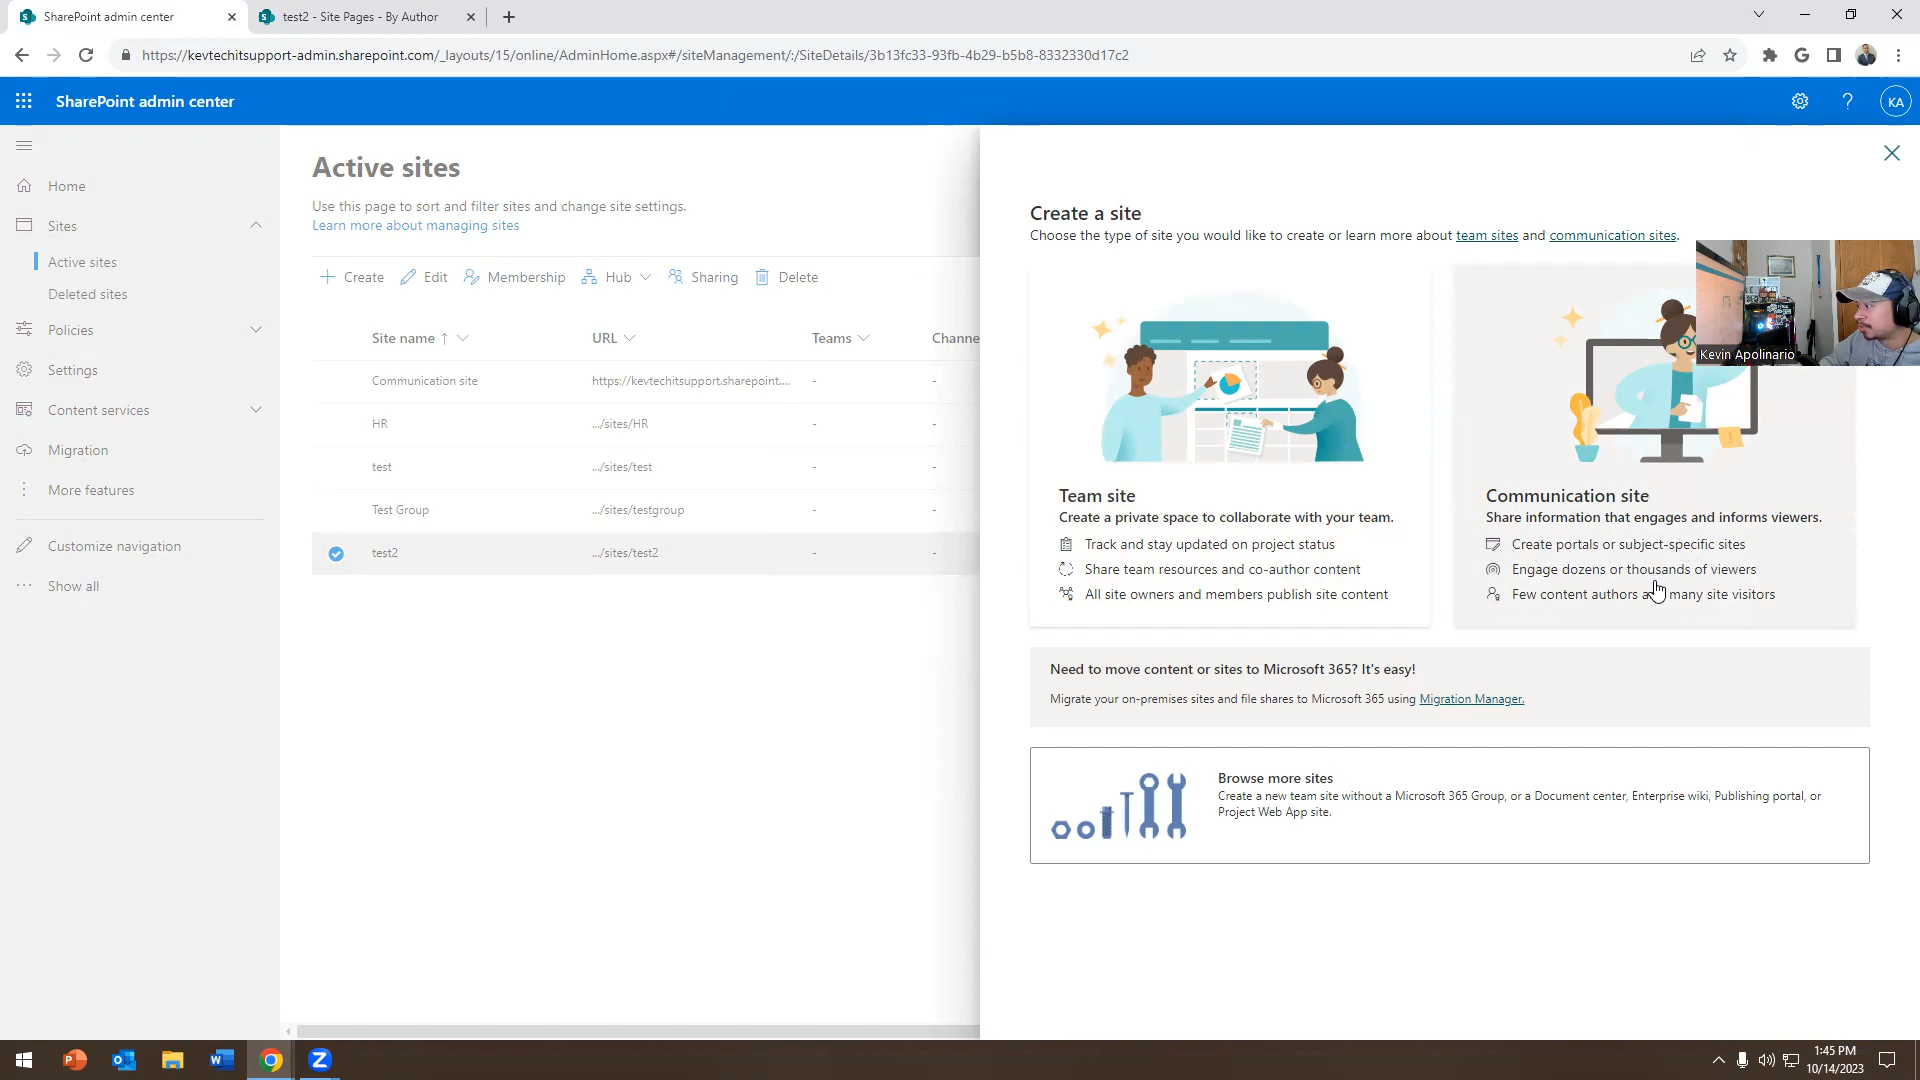 SharePoint admin center
test2 - Site Pages - By Author
https://kevtechitsupport-admin.sharepoint.com/_layouts/15/online/AdminHome.aspx#/siteManagement/:/SiteDetails/3b13fc33-93fb-4b29-b5b8-8332330d17c2
SharePoint admin center
KA
Home
Sites
Active sites
Deleted sites
Policies
Settings
Content services
Migration
More features
Customize navigation
Show all
Active sites
Use this page to sort and filter sites and change site settings.
Learn more about managing sites
Create Edit Membership Hub Sharing Delete
Site name ↑ URL Teams Channe
Communication site https://kevtechitsupport.sharepoint.... - -
HR .../sites/HR - -
test .../sites/test - -
Test Group .../sites/testgroup - -
test2 .../sites/test2 - -
Create a site
Choose the type of site you would like to create or learn more about team sites and communication sites.
Kevin Apolinario
Team site
Create a private space to collaborate with your team.
Track and stay updated on project status
Share team resources and co-author content
All site owners and members publish site content
Communication site
Share information that engages and informs viewers.
Create portals or subject-specific sites
Engage dozens or thousands of viewers
Few content authors a many site visitors
Need to move content or sites to Microsoft 365? It's easy!
Migrate your on-premises sites and file shares to Microsoft 365 using Migration Manager.
Browse more sites
Create a new team site without a Microsoft 365 Group, or a Document center, Enterprise wiki, Publishing portal, or
Project Web App site.
1:45 PM
10/14/2023